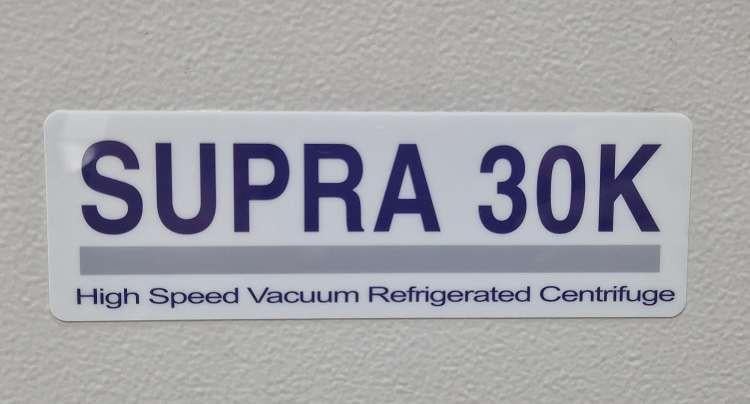 SUPRA 30K
High Speed Vacuum Refrigerated Centrifuge